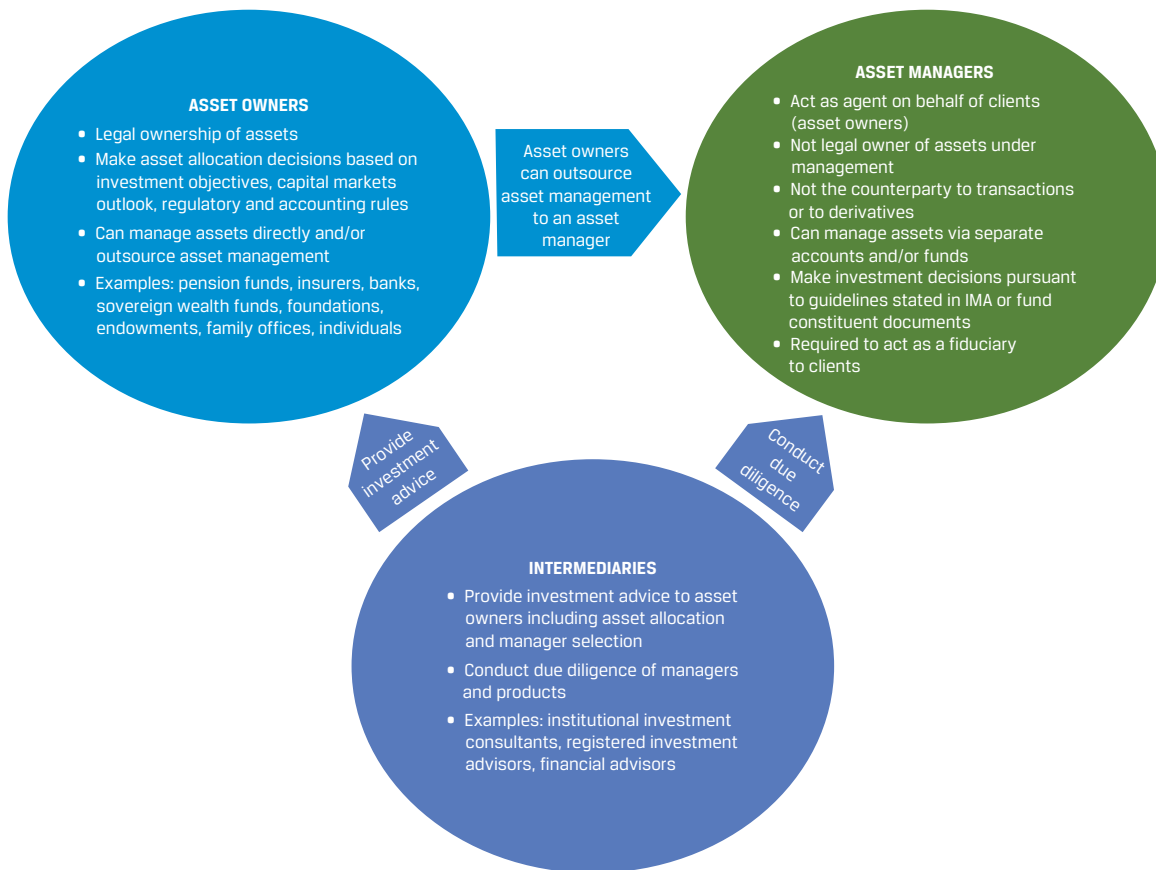 ASSET OWNERS
• Legal ownership of assets
• Make asset allocation decisions based on
investment objectives, capital markets
outlook, regulatory and accounting rules
• Can manage assets directly and/or
outsource asset management
• Examples: pension funds, insurers, banks,
sovereign wealth funds, foundations,
endowments, family offices, individuals
Asset owners
can outsource
asset management
to an asset
manager
ASSET MANAGERS
• Act as agent on behalf of clients
(asset owners)
• Not legal owner of assets under
management
• Not the counterparty to transactions
or to derivatives
• Can manage assets via separate
accounts and/or funds
• Make investment decisions pursuant
to guidelines stated in IMA or fund
constituent documents
• Required to act as a fiduciary
to clients
Provide
investment
advice
Conduct
due
diligence
INTERMEDIARIES
• Provide investment advice to asset
owners including asset allocation
and manager selection
• Conduct due diligence of managers
and products
• Examples: institutional investment
consultants, registered investment
advisors, financial advisors